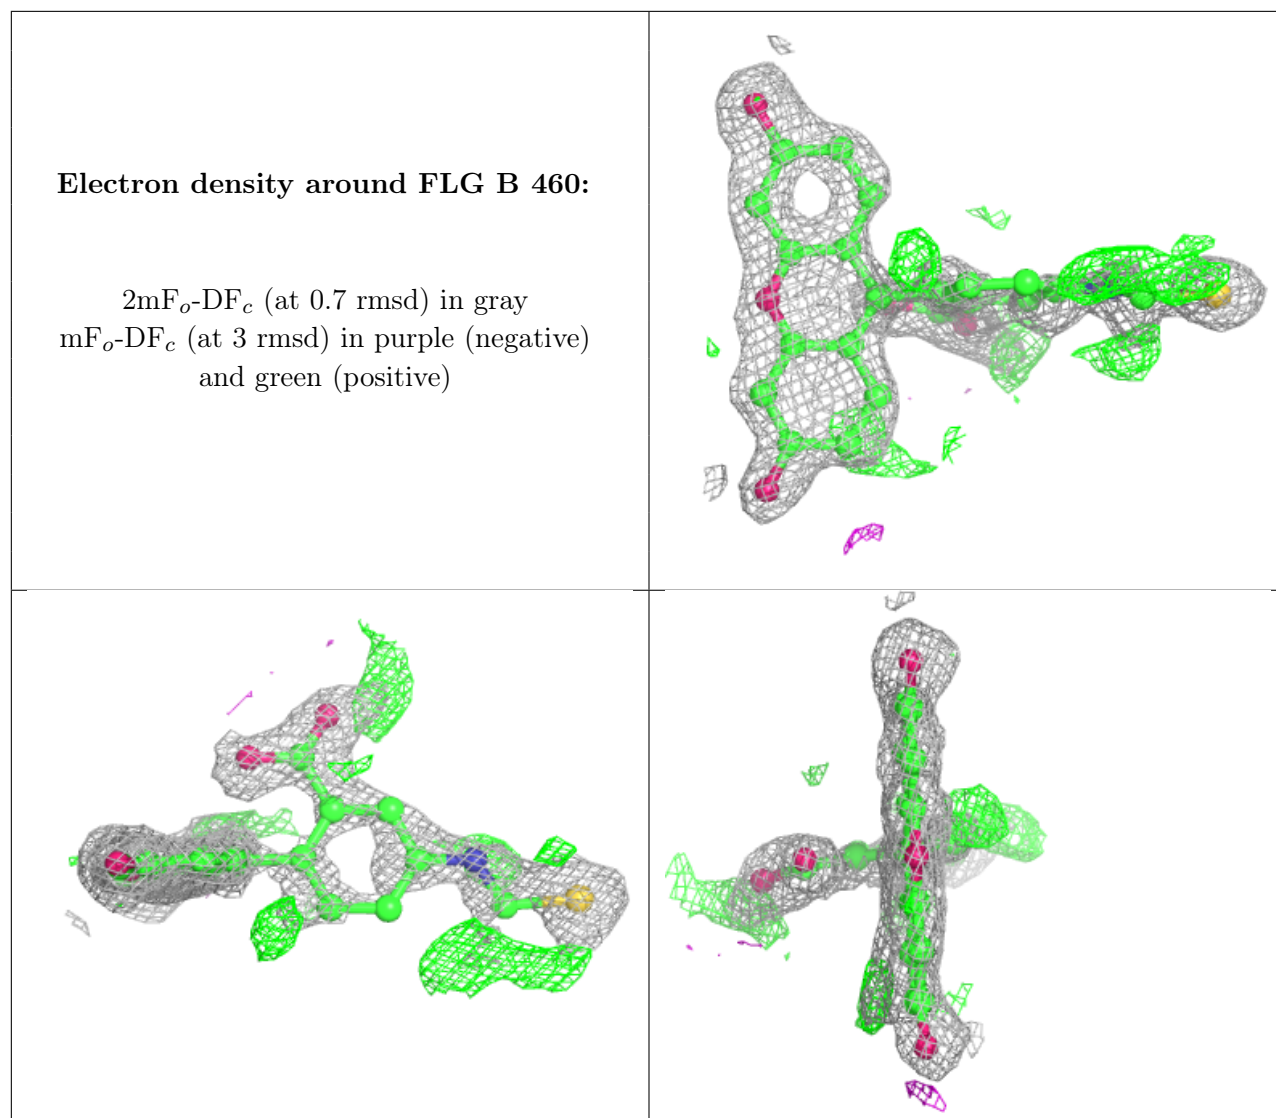 Electron density around FLG B 460:
2mFo-DFc (at 0.7 rmsd) in gray
mFo-DFc (at 3 rmsd) in purple (negative)
and green (positive)